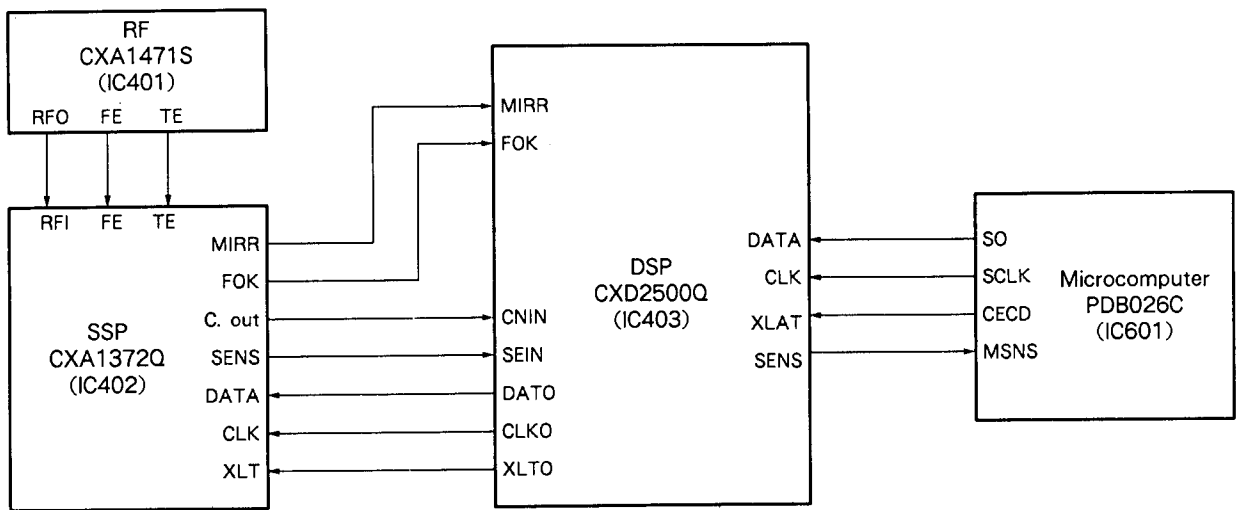 RF
CXA1471S
(IC401)
RFO FE TE
RFI FE TE
MIRR
FOK
C. out
SENS
DATA
CLK
XLT
SSP
CXA1372Q
(IC402)
MIRR
FOK
CNIN
SEIN
DATO
CLKO
XLTO
DSP
CXD2500Q
(IC403)
DATA
CLK
XLAT
SENS
SO
SCLK
CECD
MSNS
Microcomputer
PDB026C
(IC601)